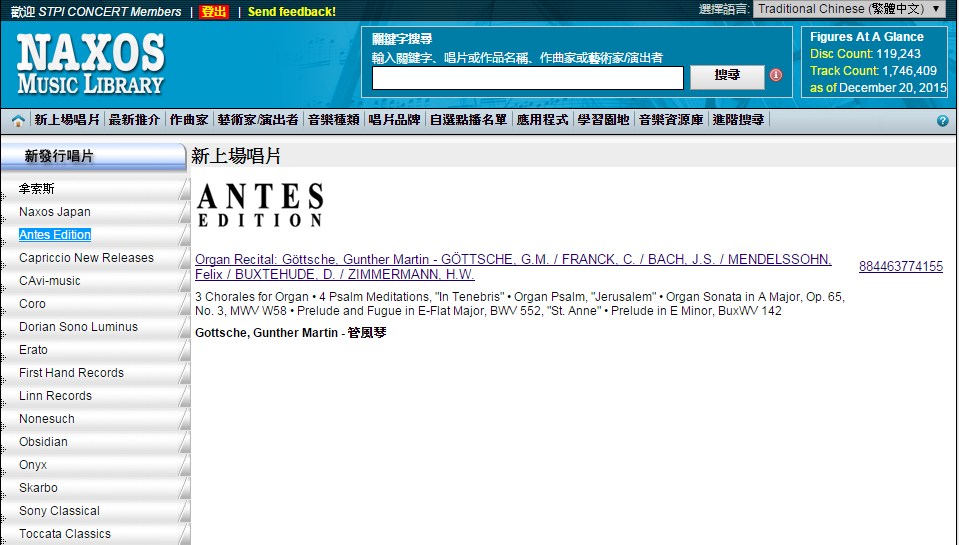 歡迎 STPI CONCERT Members | 登出 | Send feedback!
選擇語言: Traditional Chinese (繁體中文)
NAXOS
MUSIC LIBRARY
關鍵字搜尋
輸入關鍵字、唱片或作品名稱、作曲家或藝術家/演出者
搜尋
Figures At A Glance
Disc Count: 119,243
Track Count: 1,746,409
as of December 20, 2015
新上場唱片 | 最新推介 | 作曲家 | 藝術家/演出者 | 音樂種類 | 唱片品牌 | 自選點播名單 | 應用程式 | 學習園地 | 音樂資源庫 | 進階搜尋
新發行唱片
拿索斯
Naxos Japan
Antes Edition
Capriccio New Releases
CAvi-music
Coro
Dorian Sono Luminus
Erato
First Hand Records
Linn Records
Nonesuch
Obsidian
Onyx
Skarbo
Sony Classical
Toccata Classics
新上場唱片
ANTES
EDITION
Organ Recital: Göttsche, Gunther Martin - GÖTTSCHE, G.M. / FRANCK, C. / BACH, J.S. / MENDELSSOHN,
Felix / BUXTEHUDE, D. / ZIMMERMANN, H.W.
884463774155
3 Chorales for Organ • 4 Psalm Meditations, "In Tenebris" • Organ Psalm, "Jerusalem" • Organ Sonata in A Major, Op. 65,
No. 3, MWV W58 • Prelude and Fugue in E-Flat Major, BWV 552, "St. Anne" • Prelude in E Minor, BuxWV 142
Gottsche, Gunther Martin - 管風琴